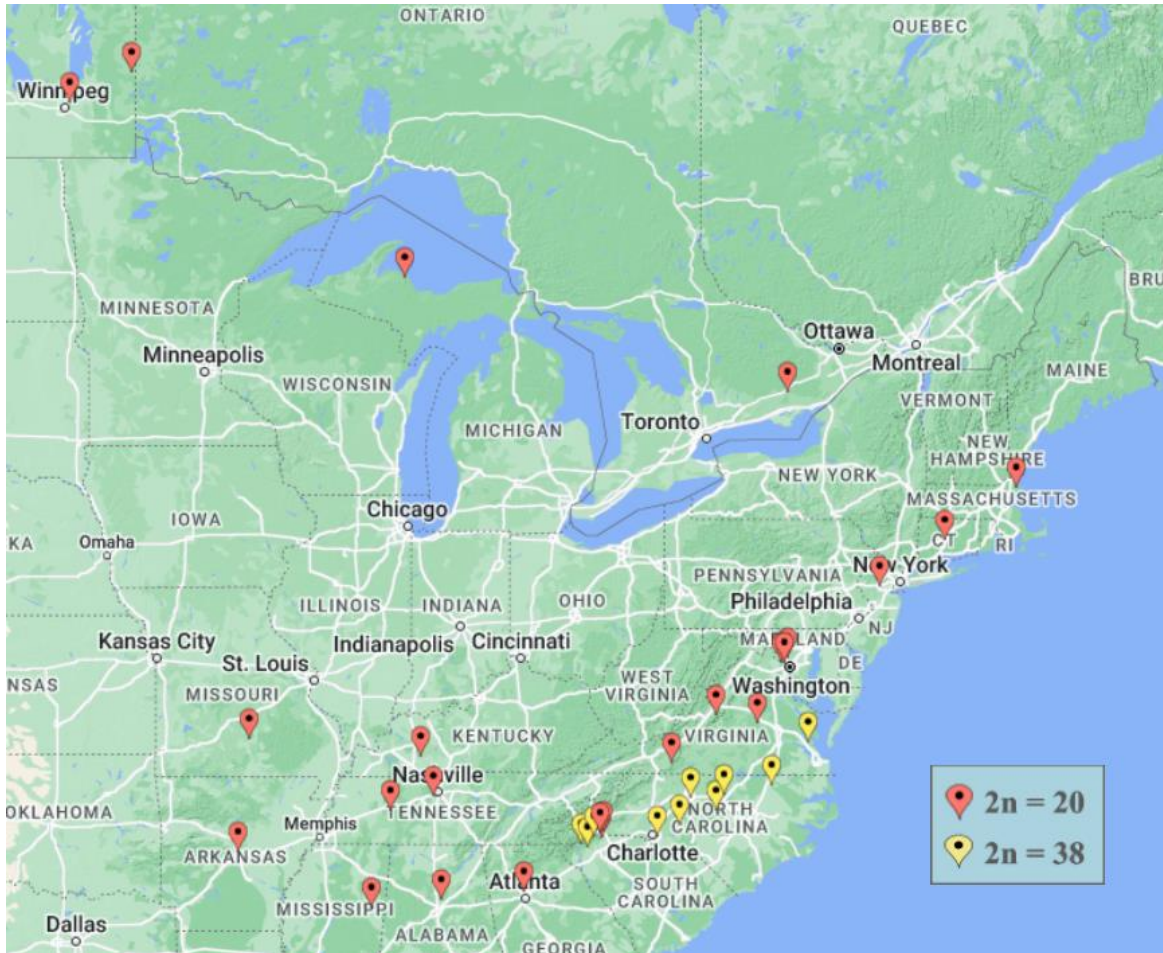 ONTARIO
QUEBEC
Winnipeg
MINNESOTA
BRU
Ottawa
Montreal
Minneapolis
WISCONSIN
MAINE
VERMONT
MICHIGAN
Toronto
NEW
HAMPSHIRE
NEW YORK
MASSACHUSETTS
Chicago
IOWA
KA
Omaha
CT
RI
New York
PENNSYLVANIA
ILLINOIS
INDIANA
OHIO
Philadelphia
NJ
Kansas City
Indianapolis
Cincinnati
MARYLAND
St. Louis
DE
WEST
VIRGINIA
Washington
NSAS
MISSOURI
KENTUCKY
VIRGINIA
Nashville
TENNESSEE
OKLAHOMA
Memphis
NORTH
CAROLINA
ARKANSAS
Charlotte
Atlanta
SOUTH
CAROLINA
MISSISSIPPI
Dallas
ALABAMA
GEORGIA
2n = 20
2n = 38